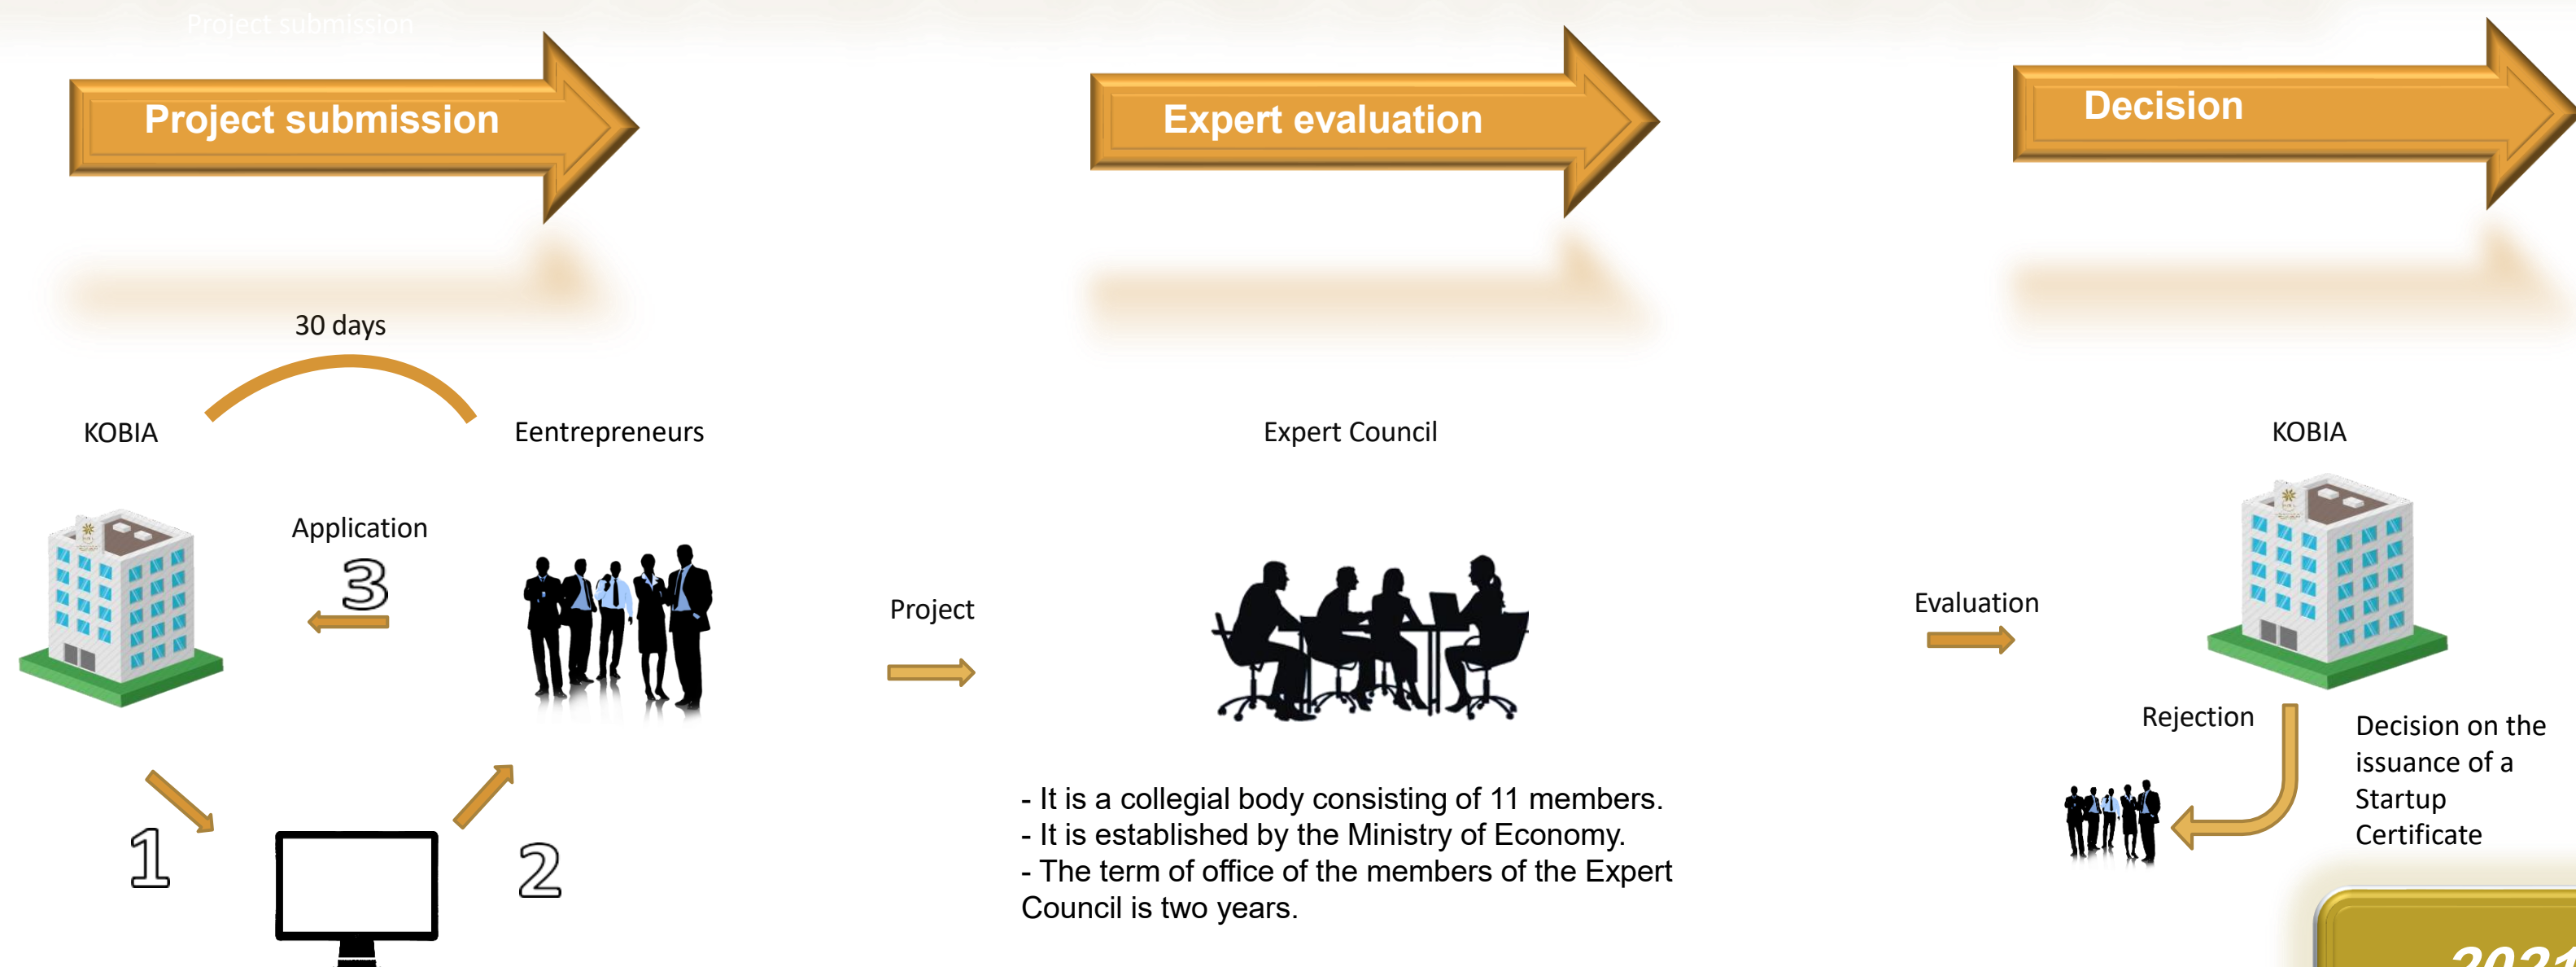 Project submission
Project submission
Expert evaluation
Decision
30 days
KOBIA
Eentrepreneurs
Application
3
1
2
Project
Expert Council
- It is a collegial body consisting of 11 members.
- It is established by the Ministry of Economy.
- The term of office of the members of the Expert
Council is two years.
Evaluation
KOBIA
Rejection
Decision on the
issuance of a
Startup
Certificate
2021